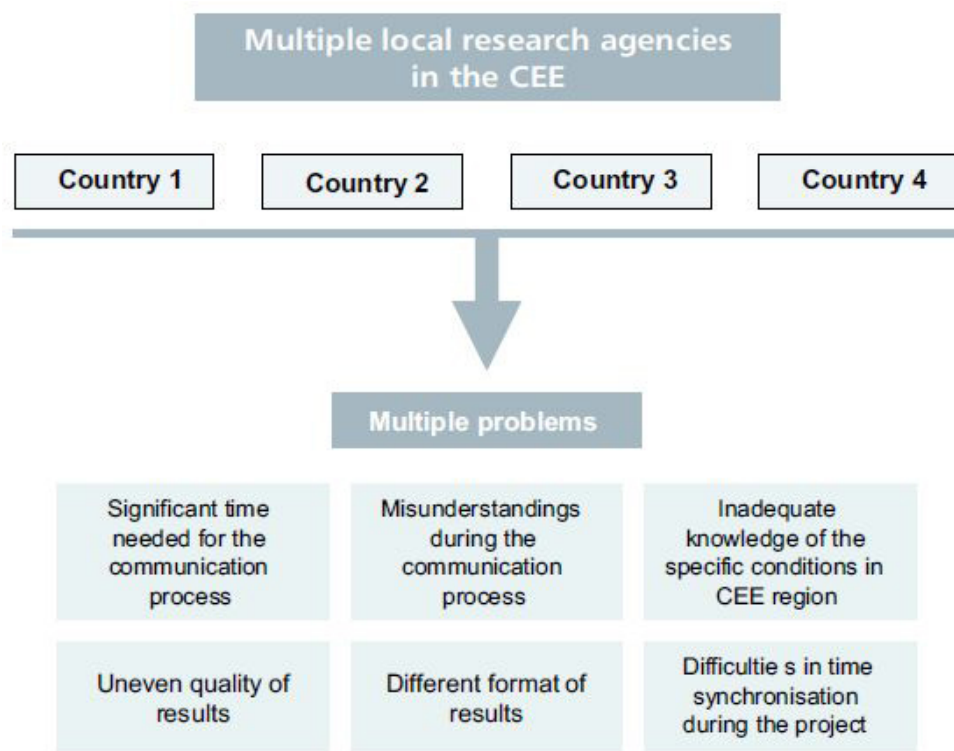 Multiple local research agencies
in the CEE
Country 1
Country 2
Country 3
Country 4
Multiple problems
Significant time
needed for the
communication
process
Misunderstandings
during the
communication
process
Inadequate
knowledge of the
specific conditions in
CEE region
Uneven quality of
results
Different format of
results
Difficultie s in time
synchronisation
during the project